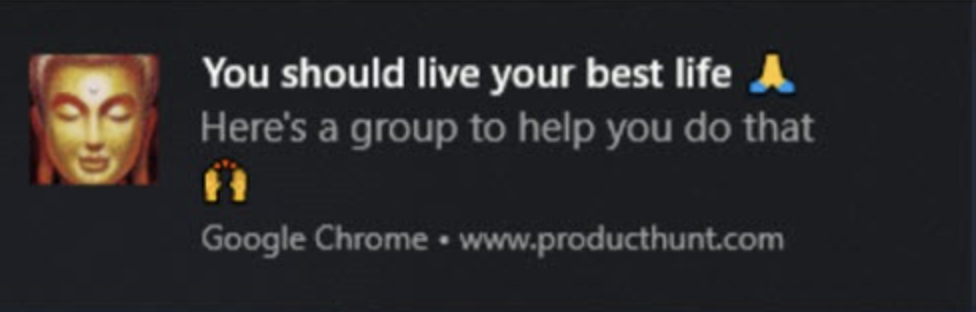 You should live your best life 🙏
Here's a group to help you do that
🙌
Google Chrome • www.producthunt.com